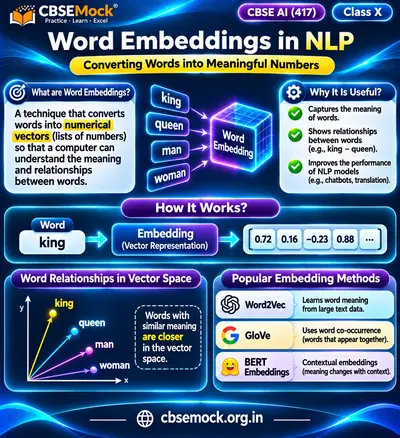 CBSEMock®
Practice • Learn • Excel
CBSE AI (417)
Class X
Word Embeddings in NLP
Converting Words into Meaningful Numbers
What are Word Embeddings?
A technique that converts
words into numerical
vectors (lists of numbers)
so that a computer can
understand the meaning
and relationships
between words.
king
queen
man
woman
Word
Embedding
Why It Is Useful?
Captures the meaning
of words.
Shows relationships
between words
(e.g., king – queen).
Improves the performance
of NLP models
(e.g., chatbots, translation).
How It Works?
Word
king
Embedding
(Vector Representation)
0.72 0.16 −0.23 0.88 ...
Word Relationships in Vector Space
y
king
queen
man
woman
x
Words with
similar meaning
are closer
in the vector
space.
Popular Embedding Methods
Word2Vec
Learns word meaning
from large text data.
GloVe
Uses word co-occurrence
(words that appear together).
BERT
Embeddings
Contextual embeddings
(meaning changes with context).
cbsemock.org.in